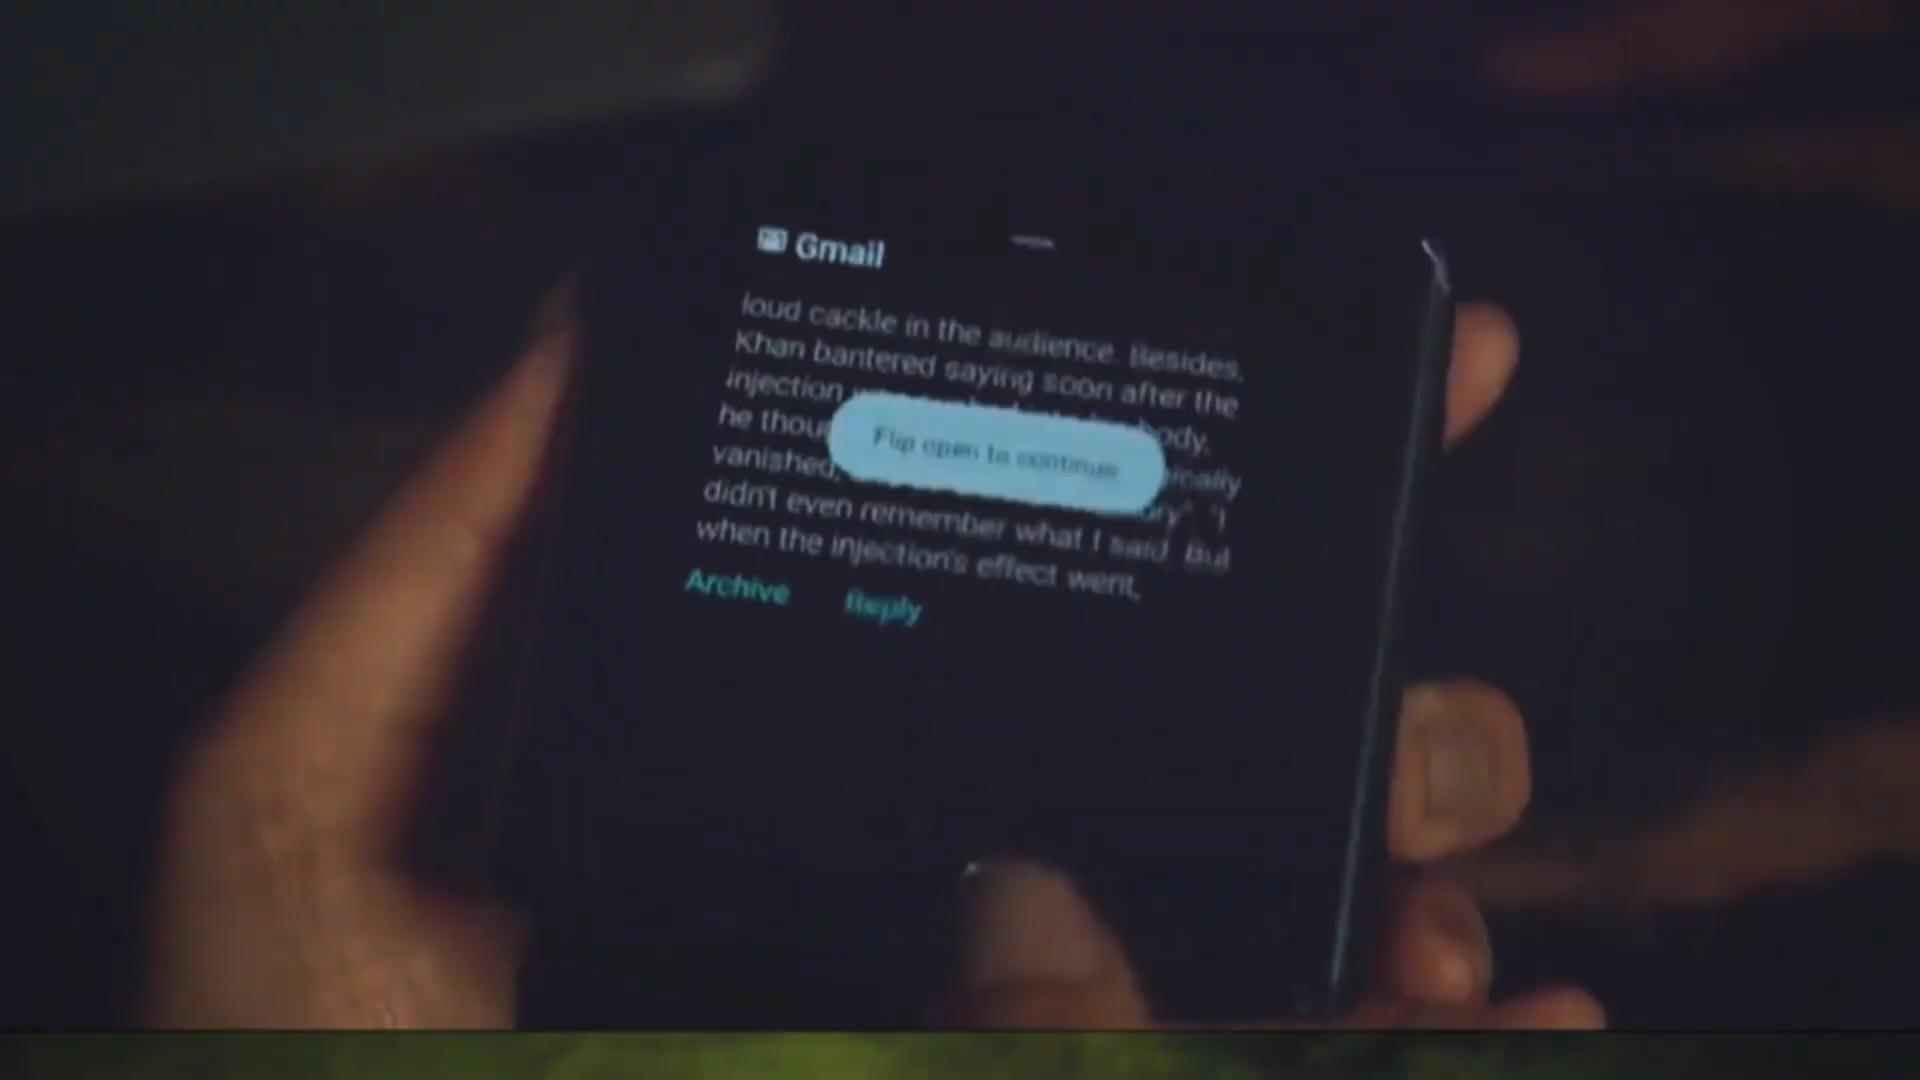 Gmail
loud cackle in the audience. Besides,
Khan bantered saying soon after the
injection body,
he
vanished,
didn't even remember what I said. But
when the injection's effect went,
Flip open to continue
Archive Reply